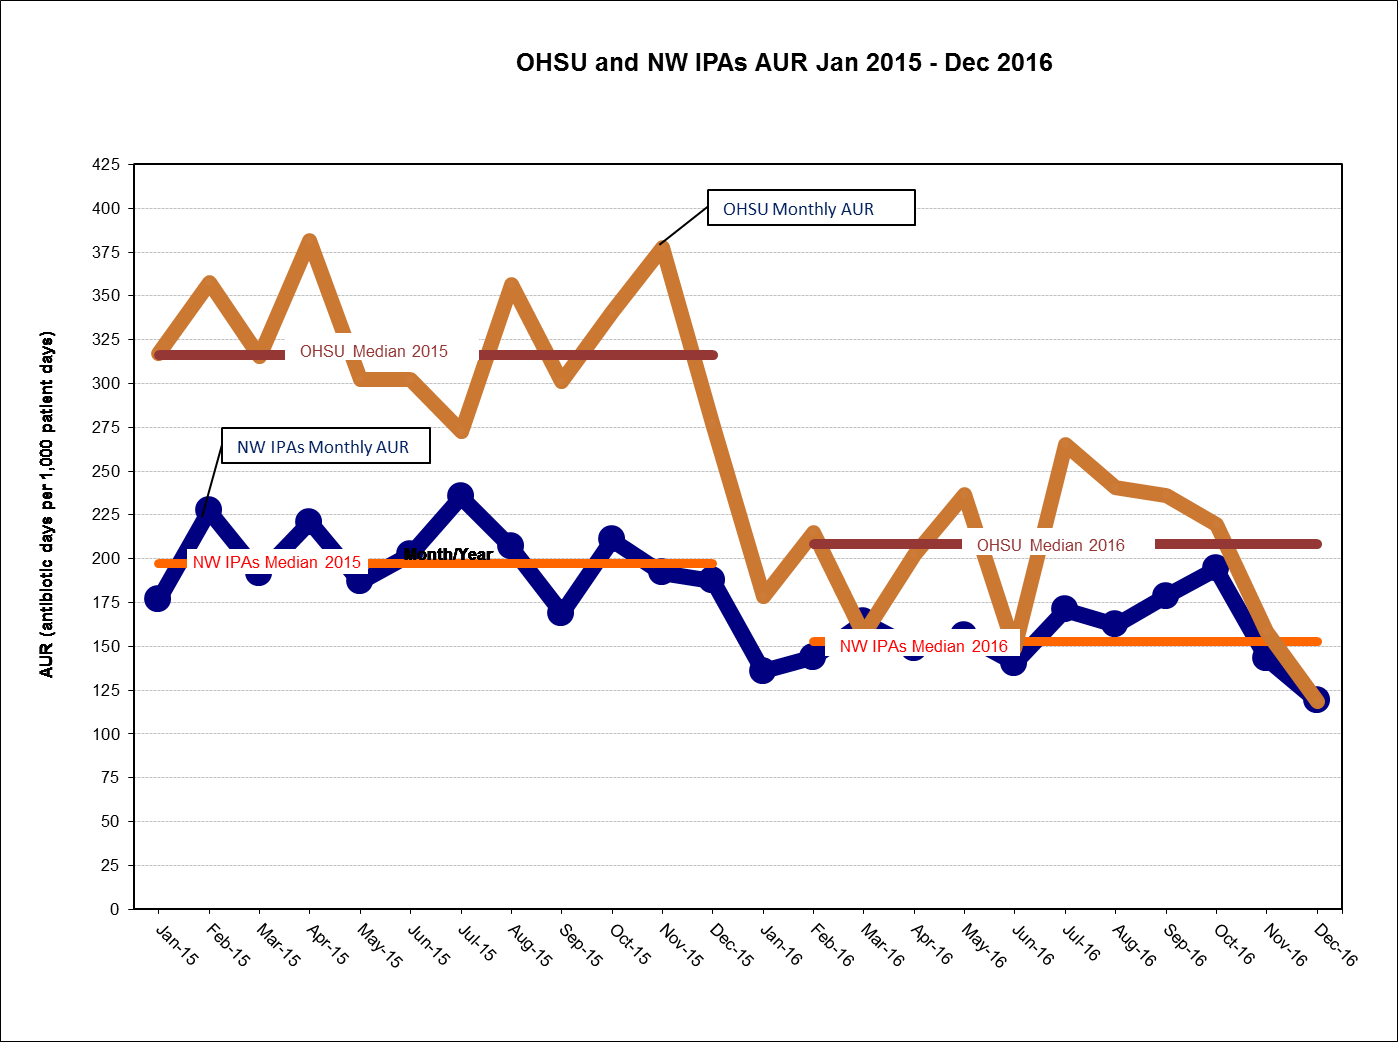 OHSU and NW IPAs AUR Jan 2015 - Dec 2016
425
400
375
350
325
300
275
250
225
200
175
150
125
100
75
50
25
0
AUR (antibiotic days per 1,000 patient days)
OHSU Monthly AUR
OHSU Median 2015
NW IPAs Monthly AUR
NW IPAs Median 2015
Month/Year
OHSU Median 2016
NW IPAs Median 2016
Jan-15
Feb-15
Mar-15
Apr-15
May-15
Jun-15
Jul-15
Aug-15
Sep-15
Oct-15
Nov-15
Dec-15
Jan-16
Feb-16
Mar-16
Apr-16
May-16
Jun-16
Jul-16
Aug-16
Sep-16
Oct-16
Nov-16
Dec-16